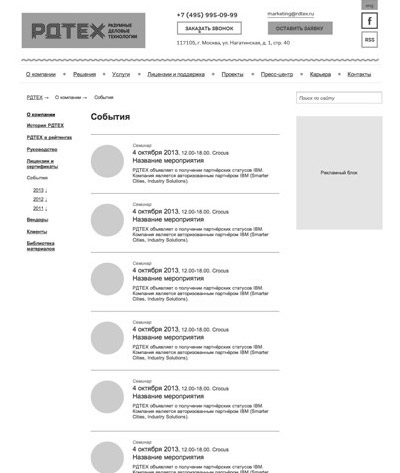 РДТЕХ РАЗУМНЫЕ
ДЕЛОВЫЕ
ТЕХНОЛОГИИ
+7 (495) 995-09-99
marketing@rdtex.ru
eng
ЗАКАЗАТЬ ЗВОНОК
ОСТАВИТЬ ЗАЯВКУ
f
RSS
117105, г. Москва, ул. Нагатинская, д. 1, стр. 40
О компании Решения Услуги Лицензии и поддержка Проекты Пресс-центр Карьера Контакты
РДТЕХ → О компании → События
Поиск по сайту
О компании
История РДТЕХ
РДТЕХ в рейтингах
Руководство
Лицензии и
сертификаты
События
2013 ↓
2012 ↓
2011 ↓
Вендоры
Клиенты
Библиотека
материалов
События
Семинар
4 октября 2013, 12.00-18.00. Crocus
Название мероприятия
РДТЕХ объявляет о получении партнёрских статусов IBM.
Компания является авторизованным партнёром IBM (Smarter
Cities, Industry Solutions).
Семинар
4 октября 2013, 12.00-18.00. Crocus
Название мероприятия
РДТЕХ объявляет о получении партнёрских статусов IBM.
Компания является авторизованным партнёром IBM (Smarter
Cities, Industry Solutions).
Семинар
4 октября 2013, 12.00-18.00. Crocus
Название мероприятия
РДТЕХ объявляет о получении партнёрских статусов IBM.
Компания является авторизованным партнёром IBM (Smarter
Cities, Industry Solutions).
Семинар
4 октября 2013, 12.00-18.00. Crocus
Название мероприятия
РДТЕХ объявляет о получении партнёрских статусов IBM.
Компания является авторизованным партнёром IBM (Smarter
Cities, Industry Solutions).
Семинар
4 октября 2013, 12.00-18.00. Crocus
Название мероприятия
РДТЕХ объявляет о получении партнёрских статусов IBM.
Компания является авторизованным партнёром IBM (Smarter
Cities, Industry Solutions).
Семинар
4 октября 2013, 12.00-18.00. Crocus
Название мероприятия
РДТЕХ объявляет о получении партнёрских статусов IBM.
Рекламный блок